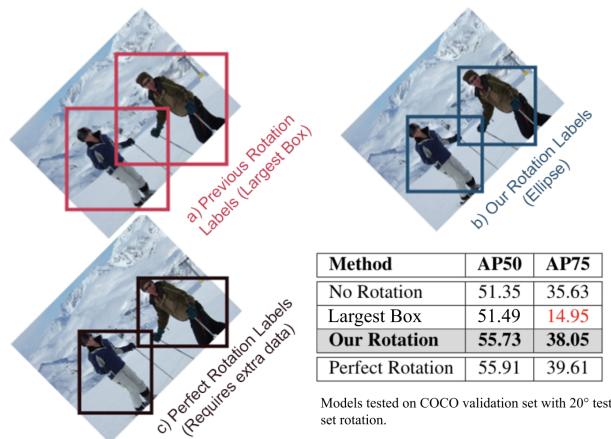 a) Previous Rotation
Labels (Largest Box)
b) Our Rotation Labels
(Ellipse)
c) Perfect Rotation Labels
(Requires extra data)
Method AP50 AP75
No Rotation 51.35 35.63
Largest Box 51.49 14.95
Our Rotation 55.73 38.05
Perfect Rotation 55.91 39.61
Models tested on COCO validation set with 20° test
set rotation.